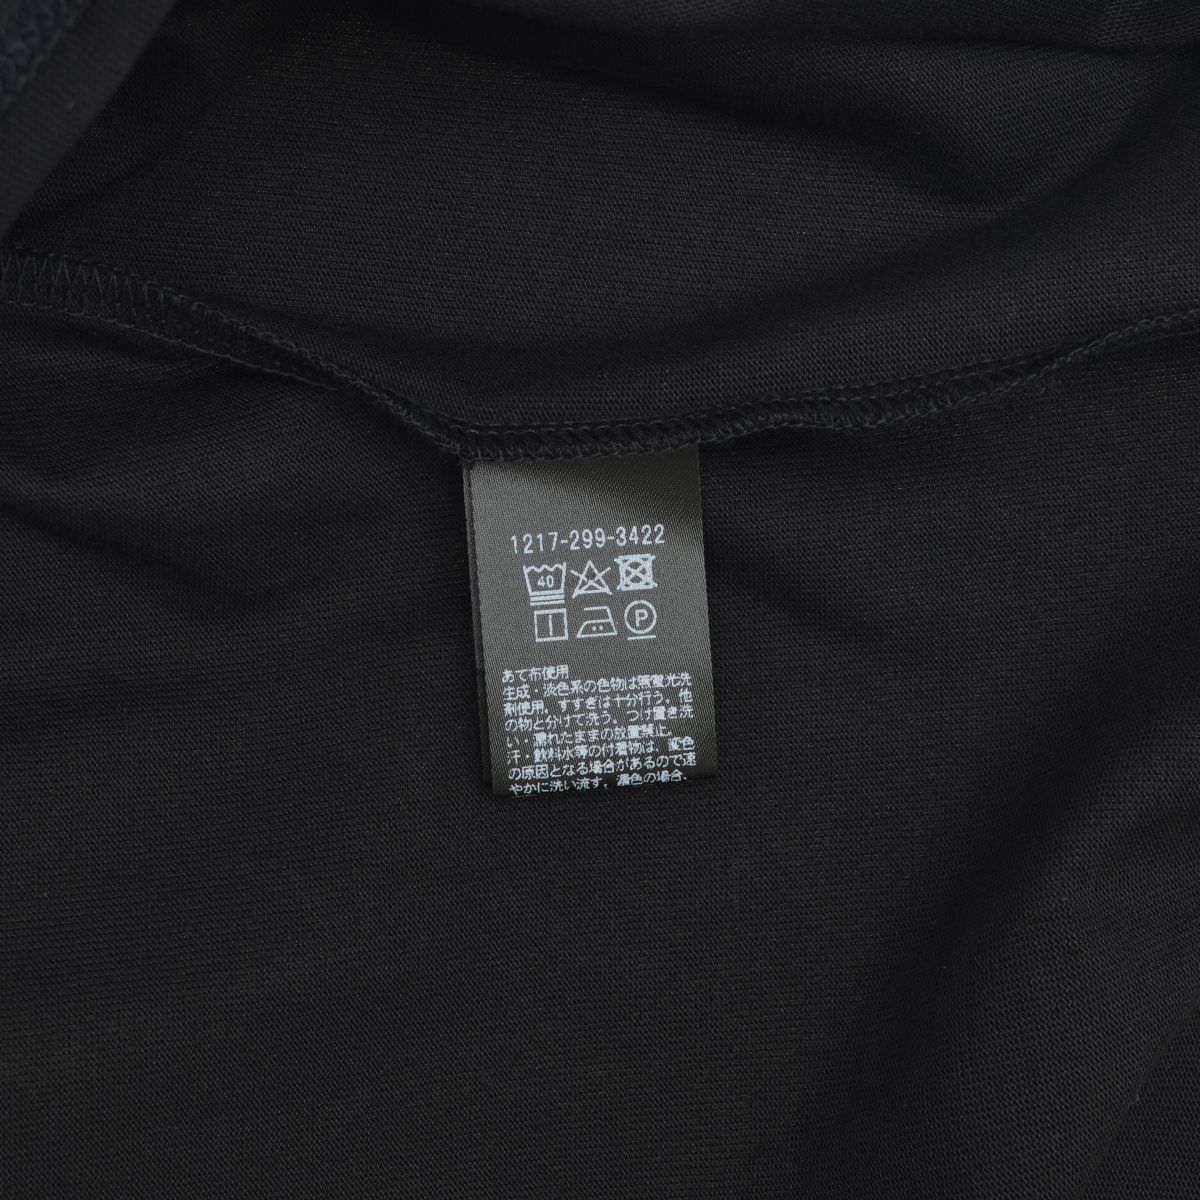 1217-299-3422
40
P
あて布使用
生成・淡色系の色物は無蛍光洗
剤使用。すすぎは十分行う。他
の物と分けて洗う。つけ置き洗
い・濡れたままの放置禁止。
汗・飲料水等の付着物は、変色
の原因となる場合があるので速
やかに洗い流す。濃色の場合、